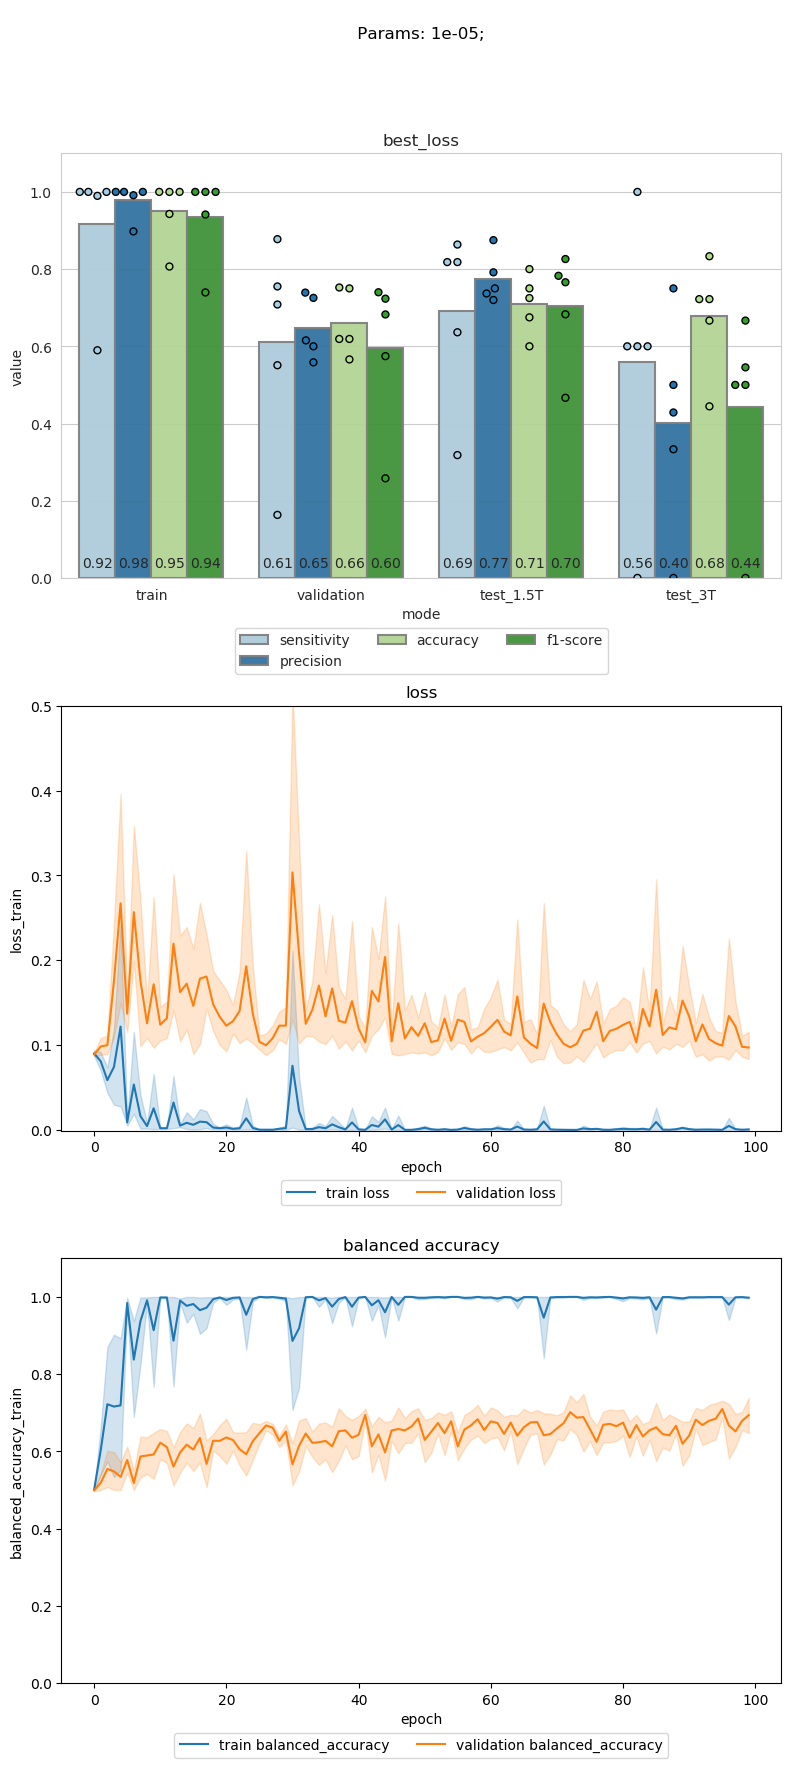 Params: 1e-05;
best_loss
value
1.0
0.8
0.6
0.4
0.2
0.0
0.92 0.98 0.95 0.94 0.61 0.65 0.66 0.60 0.69 0.77 0.71 0.70 0.56 0.40 0.68 0.44
train validation test_1.5T test_3T
mode
sensitivity accuracy f1-score
precision
loss
loss_train
0.5
0.4
0.3
0.2
0.1
0.0
0 20 40 60 80 100
epoch
train loss validation loss
balanced accuracy
balanced_accuracy_train
1.0
0.8
0.6
0.4
0.2
0.0
0 20 40 60 80 100
epoch
train balanced_accuracy validation balanced_accuracy